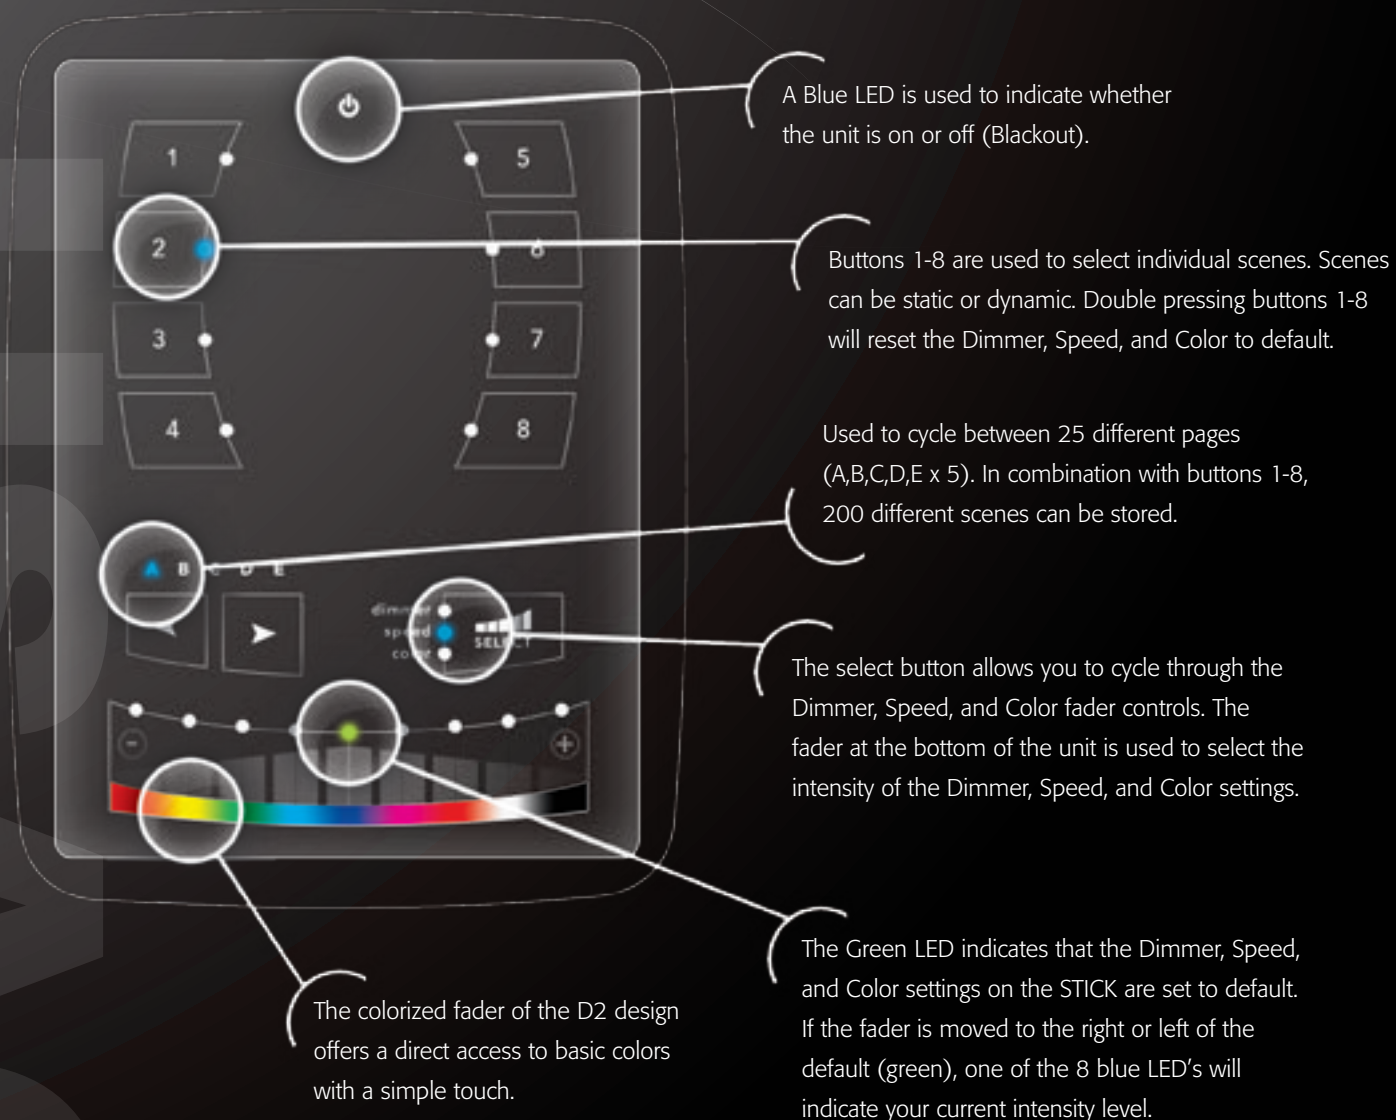 A Blue LED is used to indicate whether
the unit is on or off (Blackout).
1
5
2
6
Buttons 1-8 are used to select individual scenes. Scenes
can be static or dynamic. Double pressing buttons 1-8
will reset the Dimmer, Speed, and Color to default.
3
7
4
8
Used to cycle between 25 different pages
(A,B,C,D,E x 5). In combination with buttons 1-8,
200 different scenes can be stored.
A B C D E
dimmer
speed
color
SELECT
The select button allows you to cycle through the
Dimmer, Speed, and Color fader controls. The
fader at the bottom of the unit is used to select the
intensity of the Dimmer, Speed, and Color settings.
- +
The Green LED indicates that the Dimmer, Speed,
and Color settings on the STICK are set to default.
If the fader is moved to the right or left of the
default (green), one of the 8 blue LED's will
indicate your current intensity level.
The colorized fader of the D2 design
offers a direct access to basic colors
with a simple touch.